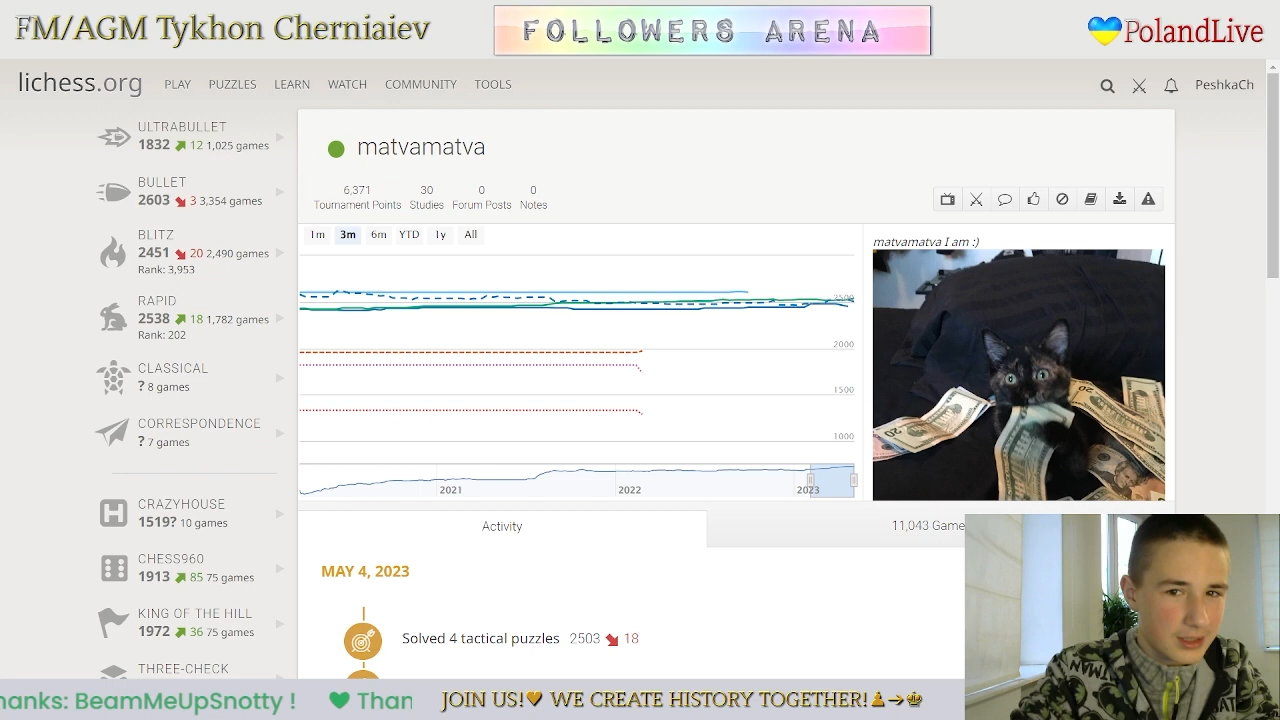 FM/AGM Tykhon Cherniaiev
FOLLOWERS ARENA
PolandLive
lichess.org
PLAY PUZZLES LEARN WATCH COMMUNITY TOOLS
PeshkaCh
ULTRABULLET
1832 12 1,025 games
BULLET
2603 3 3,354 games
BLITZ
2451 20 2,490 games
Rank: 3,953
RAPID
2538 18 1,782 games
Rank: 202
CLASSICAL
? 8 games
CORRESPONDENCE
? 7 games
CRAZYHOUSE
1519? 10 games
CHESS960
1913 85 75 games
KING OF THE HILL
1972 36 75 games
THREE-CHECK
matvamatva
6,371 30 0 0
Tournament Points Studies Forum Posts Notes
1m 3m 6m YTD 1y All
2500
2000
1500
1000
2021 2022 2023
matvamatva I am :)
20
20
Activity
11,043 Game
MAY 4, 2023
Solved 4 tactical puzzles 2503 18
hanks: BeamMeUpSnotty ! Than
JOIN US! WE CREATE HISTORY TOGETHER!